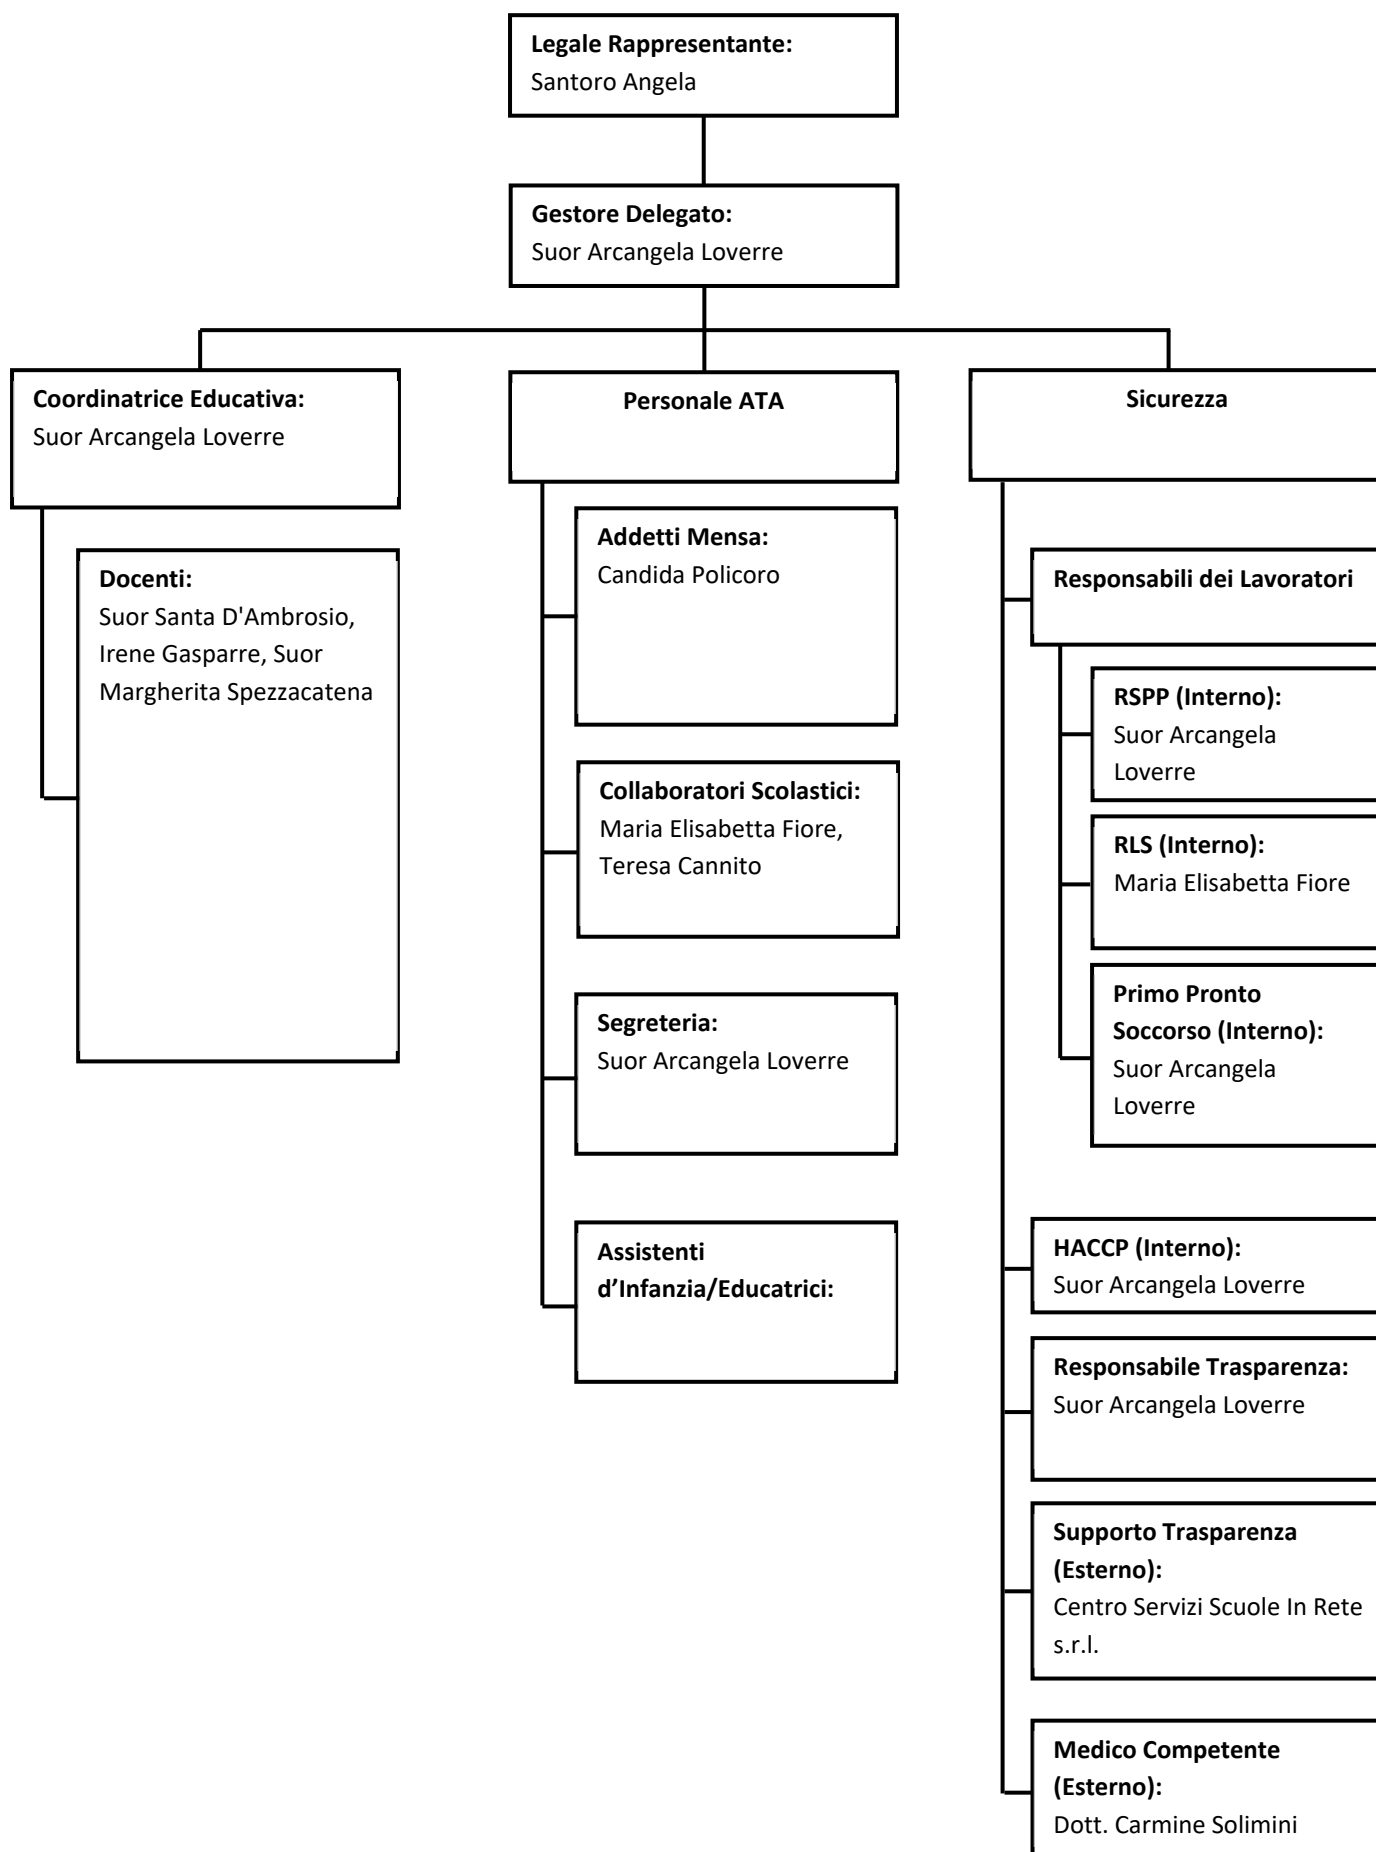 Legale Rappresentante:
Santoro Angela
Gestore Delegato:
Suor Arcangela Loverre
Coordinatrice Educativa:
Suor Arcangela Loverre
Docenti:
Suor Santa D'Ambrosio,
Irene Gasparre, Suor
Margherita Spezzacatena
Personale ATA
Addetti Mensa:
Candida Policoro
Collaboratori Scolastici:
Maria Elisabetta Fiore,
Teresa Cannito
Segreteria:
Suor Arcangela Loverre
Assistenti
d’Infanzia/Educatrici:
Sicurezza
Responsabili dei Lavoratori
RSPP (Interno):
Suor Arcangela
Loverre
RLS (Interno):
Maria Elisabetta Fiore
Primo Pronto
Soccorso (Interno):
Suor Arcangela
Loverre
HACCP (Interno):
Suor Arcangela Loverre
Responsabile Trasparenza:
Suor Arcangela Loverre
Supporto Trasparenza
(Esterno):
Centro Servizi Scuole In Rete
s.r.l.
Medico Competente
(Esterno):
Dott. Carmine Solimini